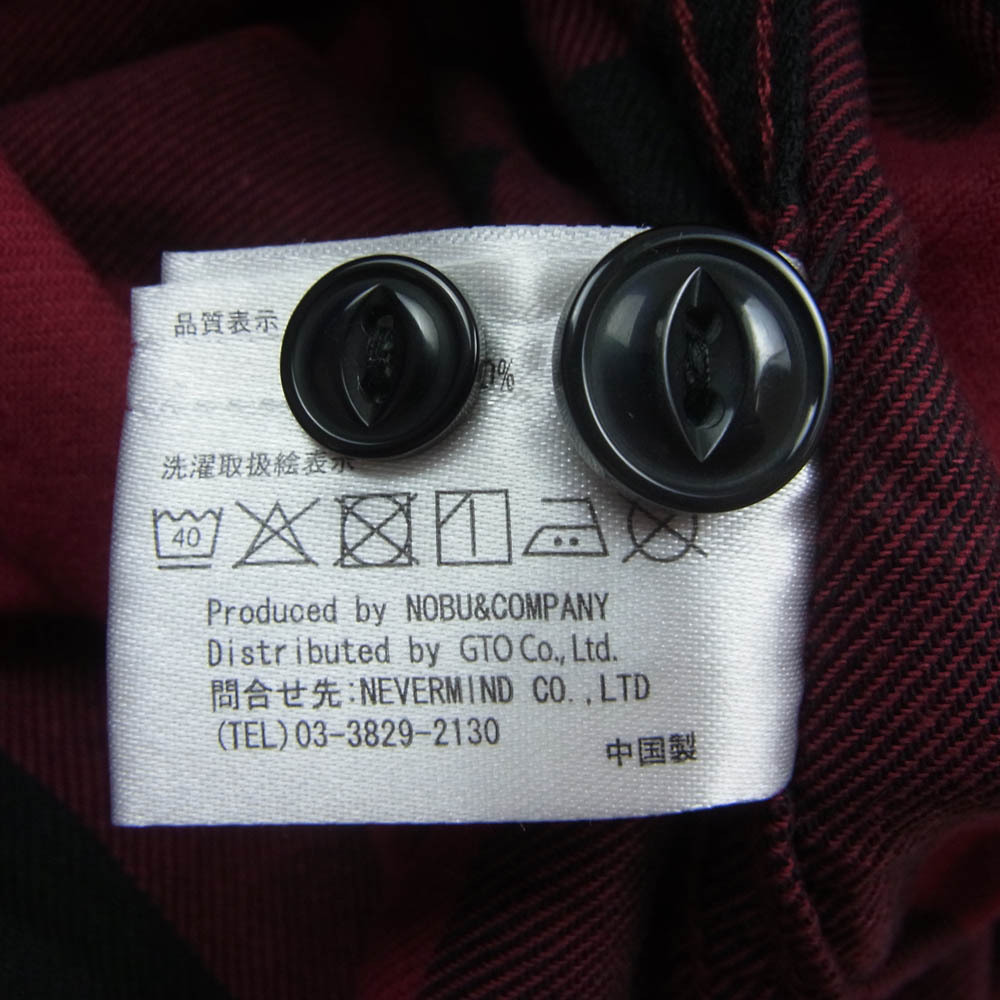 品質表示
0%
洗濯取扱絵表示
40
Produced by NOBU&COMPANY
Distributed by GTO Co.,Ltd.
問合せ先:NEVERMIND CO.,LTD
(TEL)03-3829-2130
中国製